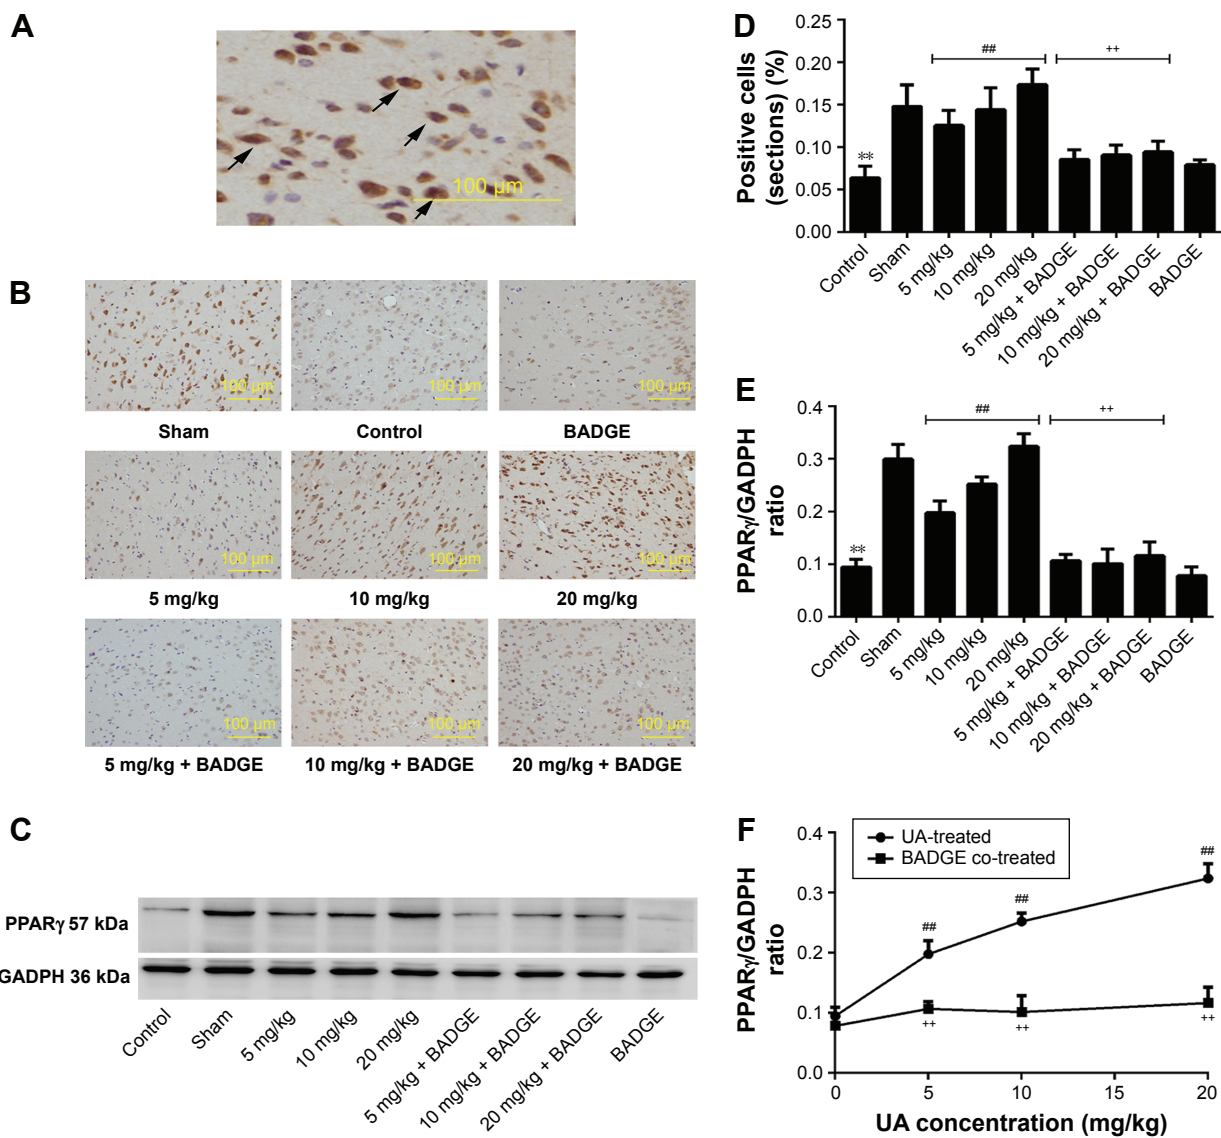 A
100 µm
B
100 µm
100 µm
100 µm
Sham
Control
BADGE
100 µm
100 µm
100 µm
5 mg/kg
10 mg/kg
20 mg/kg
100 µm
100 µm
100 µm
5 mg/kg + BADGE
10 mg/kg + BADGE
20 mg/kg + BADGE
C
PPARγ 57 kDa
GADPH 36 kDa
Control
Sham
5 mg/kg
10 mg/kg
20 mg/kg
5 mg/kg + BADGE
10 mg/kg + BADGE
20 mg/kg + BADGE
BADGE
D
Positive cells
(sections) (%)
0.25
0.20
0.15
0.10
0.05
0.00
**
##
++
Control
Sham
5 mg/kg
10 mg/kg
20 mg/kg
5 mg/kg + BADGE
10 mg/kg + BADGE
20 mg/kg + BADGE
BADGE
E
PPARγ/GADPH
ratio
0.4
0.3
0.2
0.1
0.0
**
##
++
Control
Sham
5 mg/kg
10 mg/kg
20 mg/kg
5 mg/kg + BADGE
10 mg/kg + BADGE
20 mg/kg + BADGE
BADGE
F
PPARγ/GADPH
ratio
0.4
0.3
0.2
0.1
0.0
UA-treated
BADGE co-treated
##
##
##
++
++
++
0
5
10
15
20
UA concentration (mg/kg)